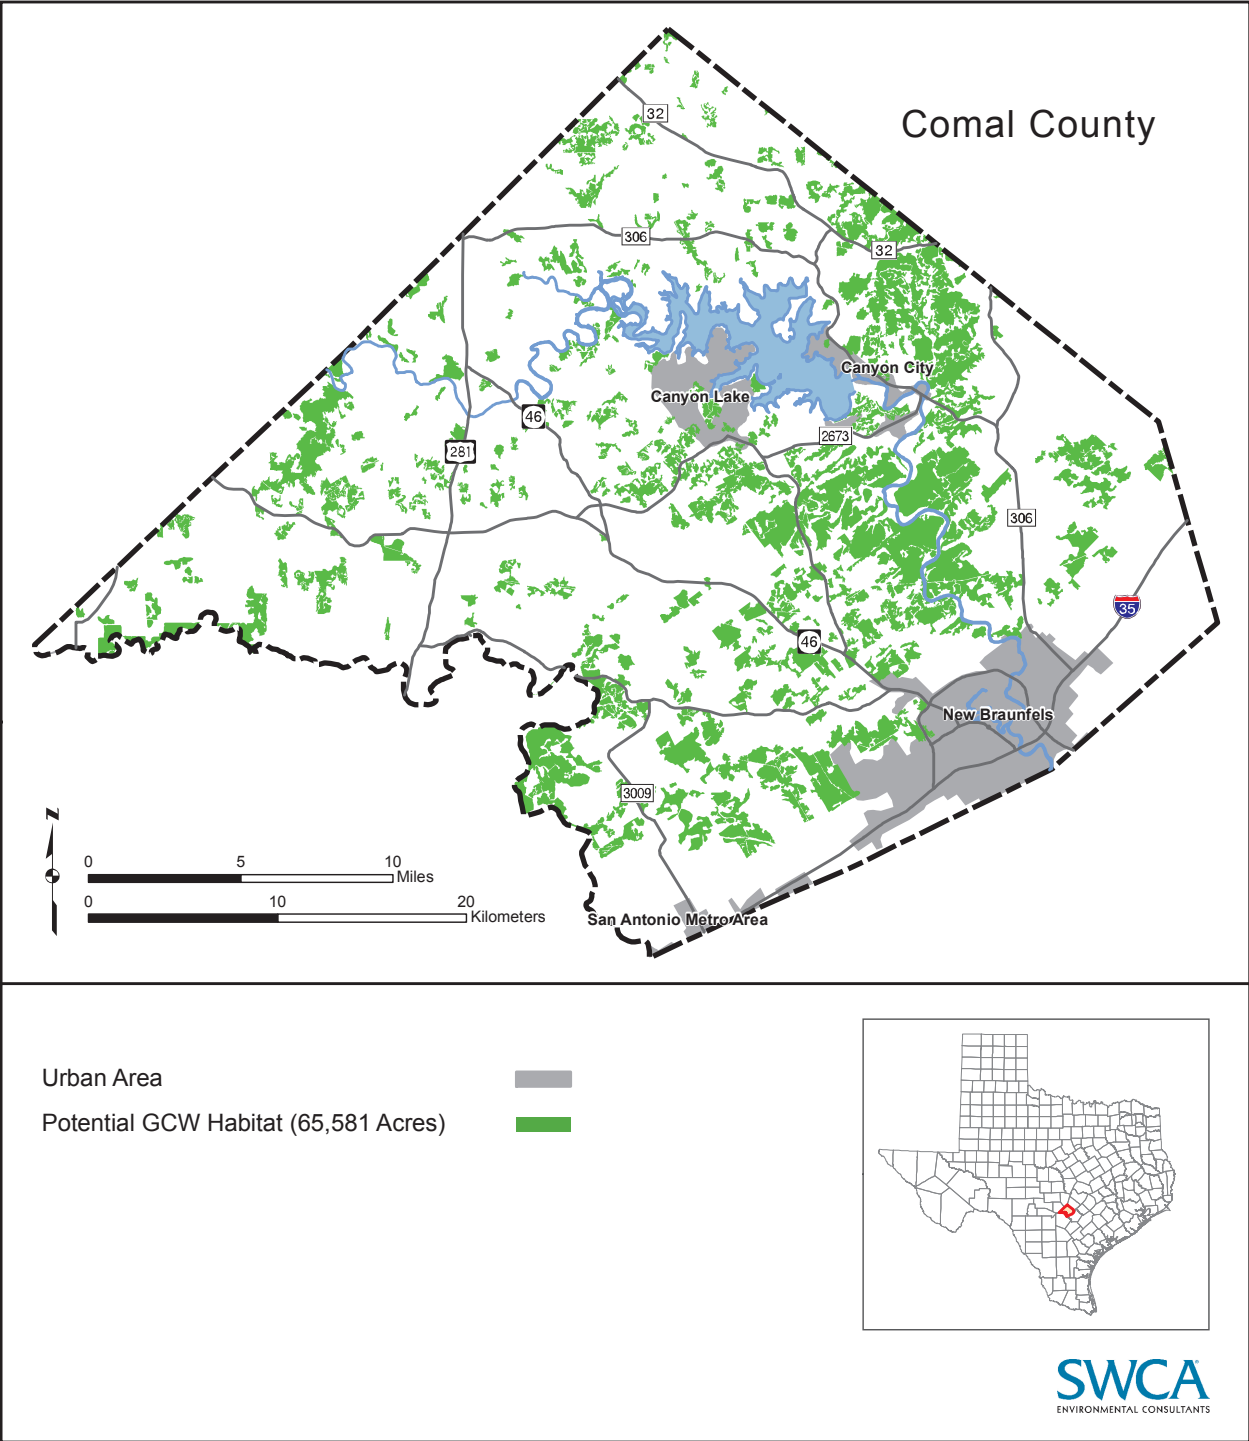 Comal County
32
306
32
Canyon City
Canyon Lake
46
2673
281
306
35
46
New Braunfels
3009
N
0 5 10
Miles
0 10 20
Kilometers
San Antonio Metro Area
Urban Area
Potential GCW Habitat (65,581 Acres)
SWCA
ENVIRONMENTAL CONSULTANTS